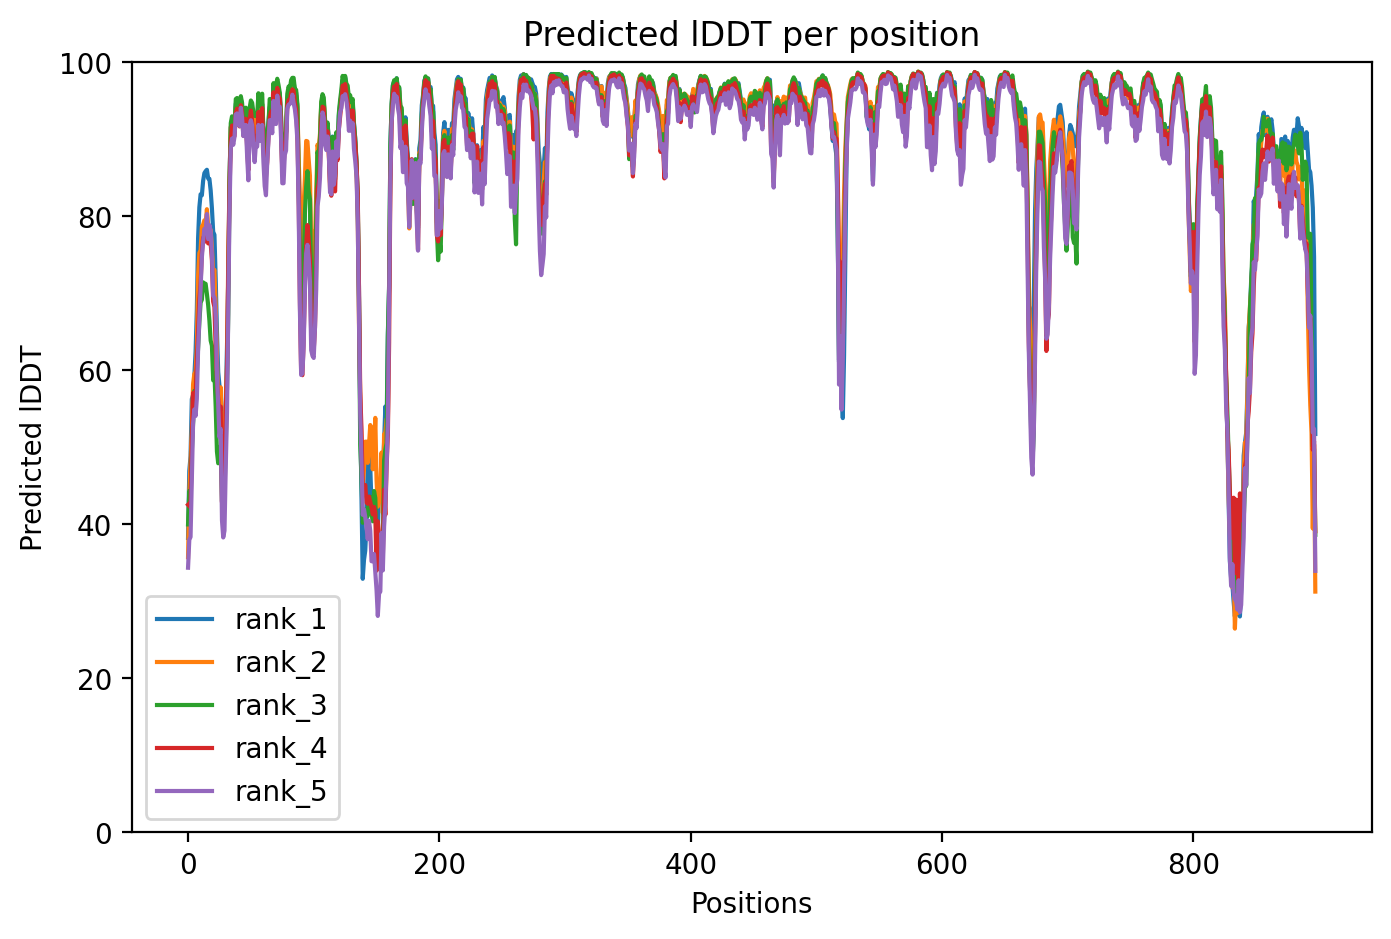 Predicted lDDT per position
100
80
60
40
20
0
Predicted lDDT
rank_1
rank_2
rank_3
rank_4
rank_5
0 200 400 600 800
Positions